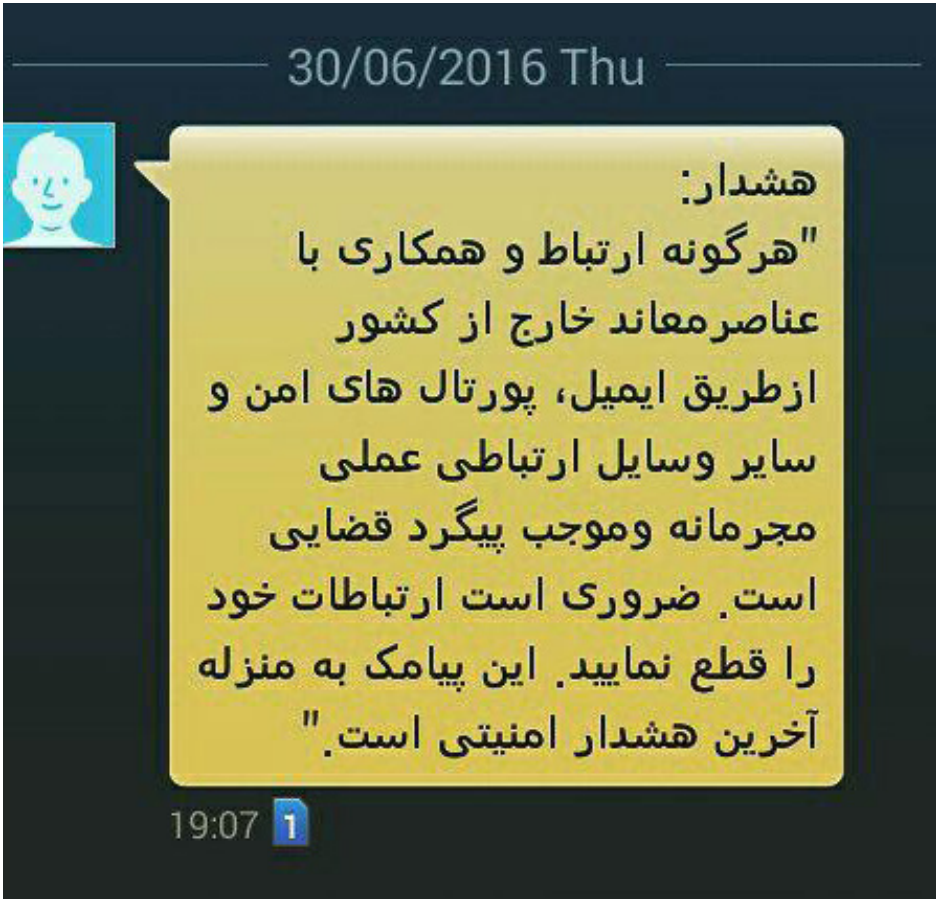 30/06/2016 Thu
هشدار:
"هرگونه ارتباط و همکاری با
عناصرمعاند خارج از کشور
ازطریق ایمیل، پورتال های امن و
سایر وسایل ارتباطی عملی
مجرمانه وموجب پیگرد قضایی
است. ضروری است ارتباطات خود
را قطع نمایید. این پیامک به منزله
آخرین هشدار امنیتی است."
19:07 1